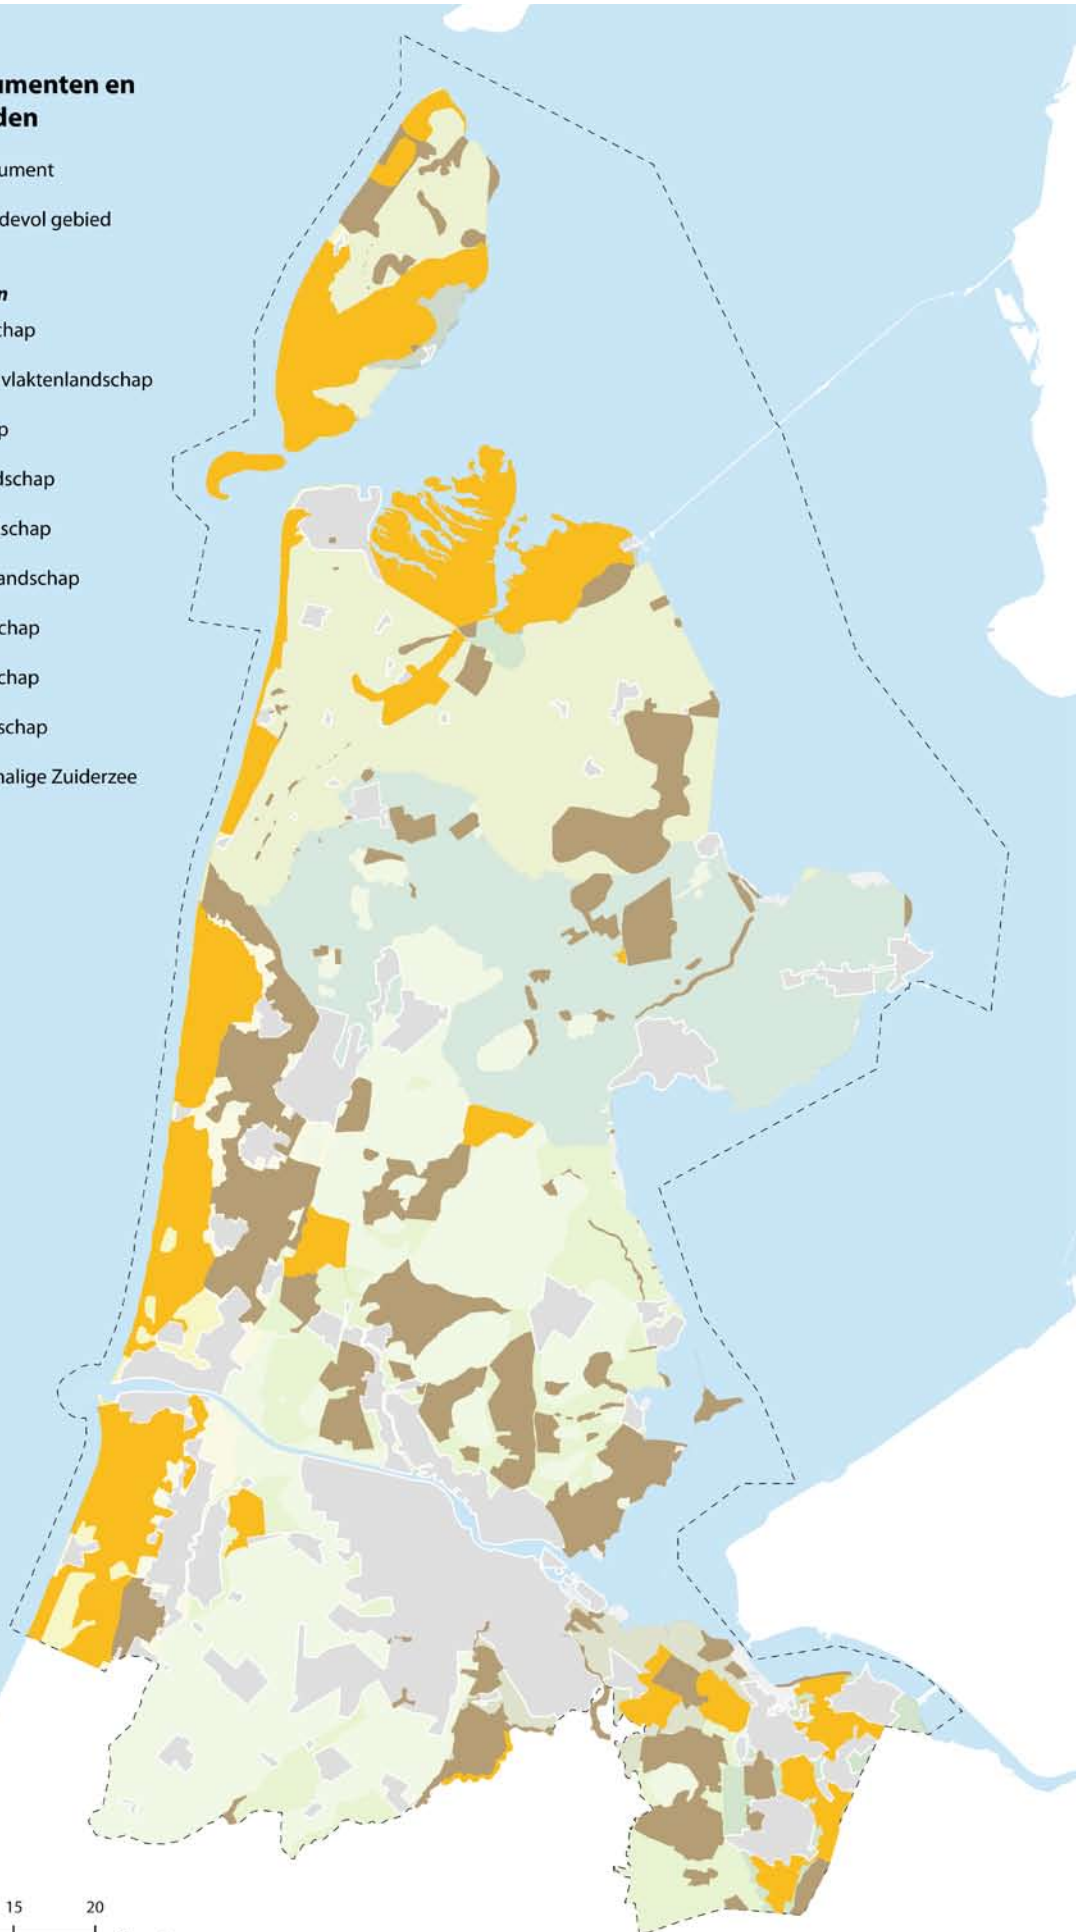 umenten en
den
ument
devol gebied
n
chap
vlaktenlandschap
p
dschap
schap
andschap
chap
chap
schap
nalige Zuiderzee
15 20